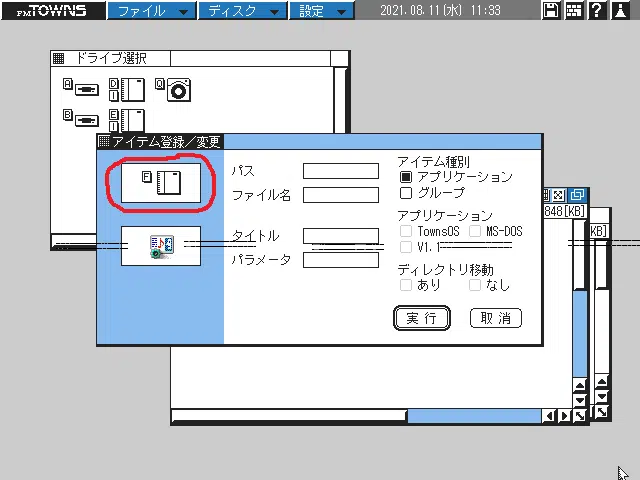 FMTOWNS ファイル ディスク 設定 2021.08.11(水) 11:33 ?
ドライブ選択
A D I Q
B E I
アイテム登録／変更
E
パス
ファイル名
タイトル
パラメータ
アイテム種別
アプリケーション
グループ
アプリケーション
TownsOS MS-DOS
V1.1
ディレクトリ移動
あり なし
実行 取消
848[KB]
KB]